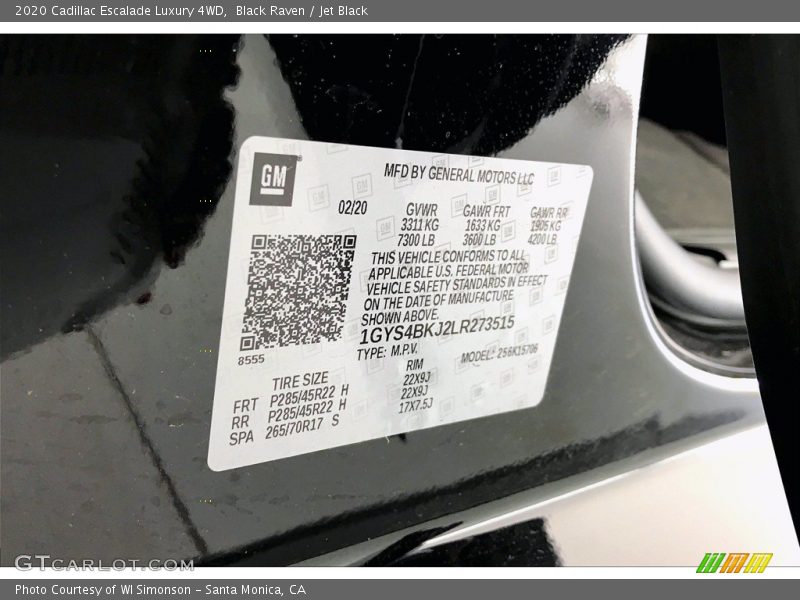 2020 Cadillac Escalade Luxury 4WD, Black Raven / Jet Black
GM
MFD BY GENERAL MOTORS LLC
02/20 GVWR GAWR FRT GAWR RR
3311 KG 1633 KG 1905 KG
7300 LB 3600 LB 4200 LB
THIS VEHICLE CONFORMS TO ALL
APPLICABLE U.S. FEDERAL MOTOR
VEHICLE SAFETY STANDARDS IN EFFECT
ON THE DATE OF MANUFACTURE
SHOWN ABOVE.
1GYS4BKJ2LR273515
8555
TYPE: M.P.V. MODEL: 256K15706
TIRE SIZE RIM
FRT P285/45R22 H 22X9J
RR P285/45R22 H 22X9J
SPA 265/70R17 S 17X7.5J
GTCARLOT.COM
Photo Courtesy of WI Simonson - Santa Monica, CA